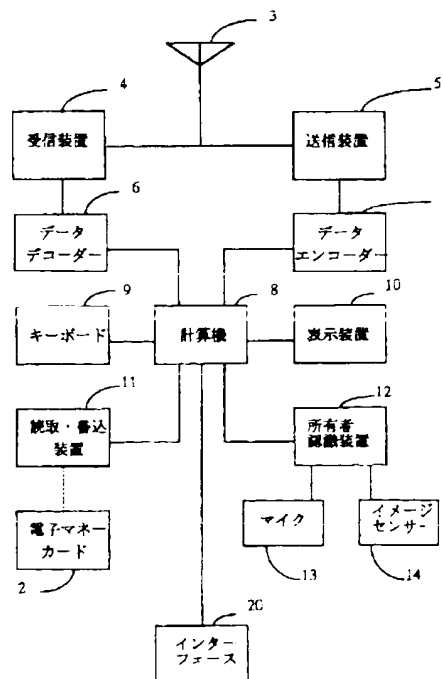 3
4
5
受信装置
送信装置
6
データ
デコーダー
データ
エンコーダー
9
8
10
キーボード
計算機
表示装置
11
12
読取・書込
装置
所有者
認識装置
電子マネー
カード
マイク
イメージ
センサー
2
13
14
20
インター
フェース